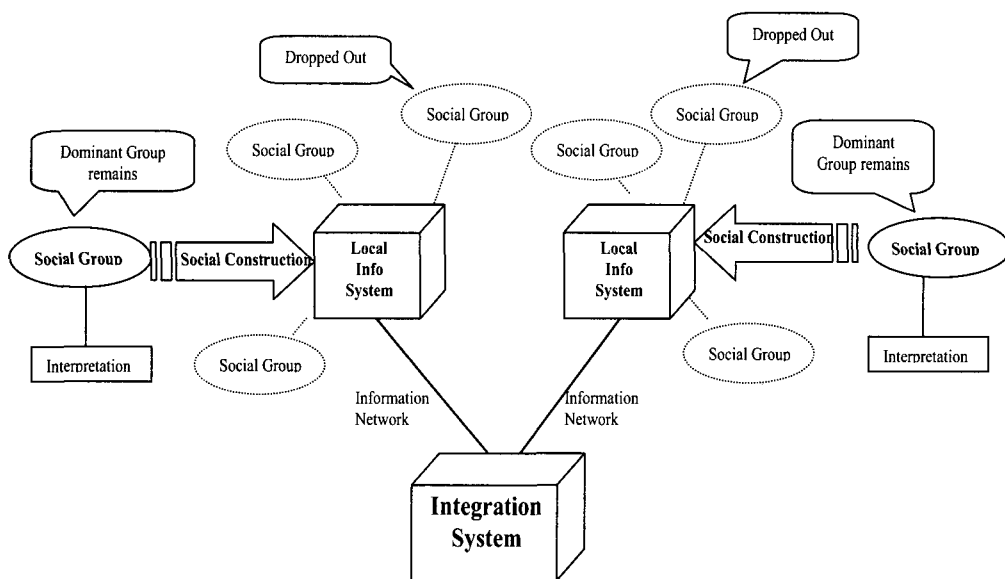 Dropped Out
Dropped Out
Social Group
Social Group
Social Group
Social Group
Dominant Group
remains
Dominant
Group remains
Social Group
Social Construction
Local
Info
System
Local
Info
System
Social Construction
Social Group
Social Group
Social Group
Interpretation
Interpretation
Information
Network
Information
Network
Integration
System